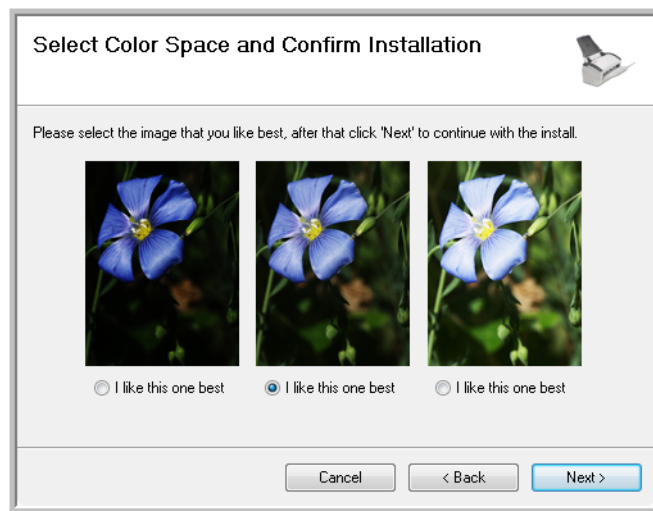 Select Color Space and Confirm Installation
Please select the image that you like best, after that click 'Next' to continue with the install.
I like this one best I like this one best I like this one best
Cancel < Back Next >